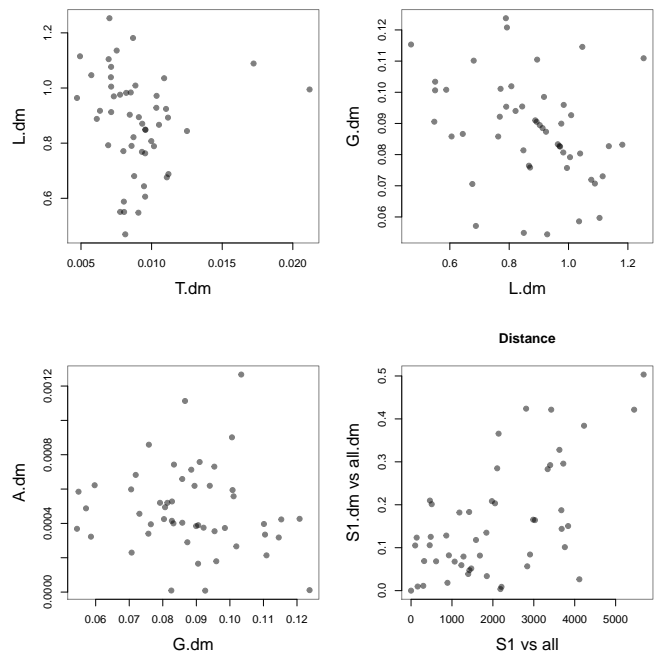 L.dm
0.6 0.8 1.0 1.2
0.005 0.010 0.015 0.020
T.dm
G.dm
0.06 0.07 0.08 0.09 0.10 0.11 0.12
0.6 0.8 1.0 1.2
L.dm
A.dm
0.0000 0.0004 0.0008 0.0012
0.06 0.07 0.08 0.09 0.10 0.11 0.12
G.dm
Distance
S1.dm vs all.dm
0.0 0.1 0.2 0.3 0.4 0.5
0 1000 2000 3000 4000 5000
S1 vs all